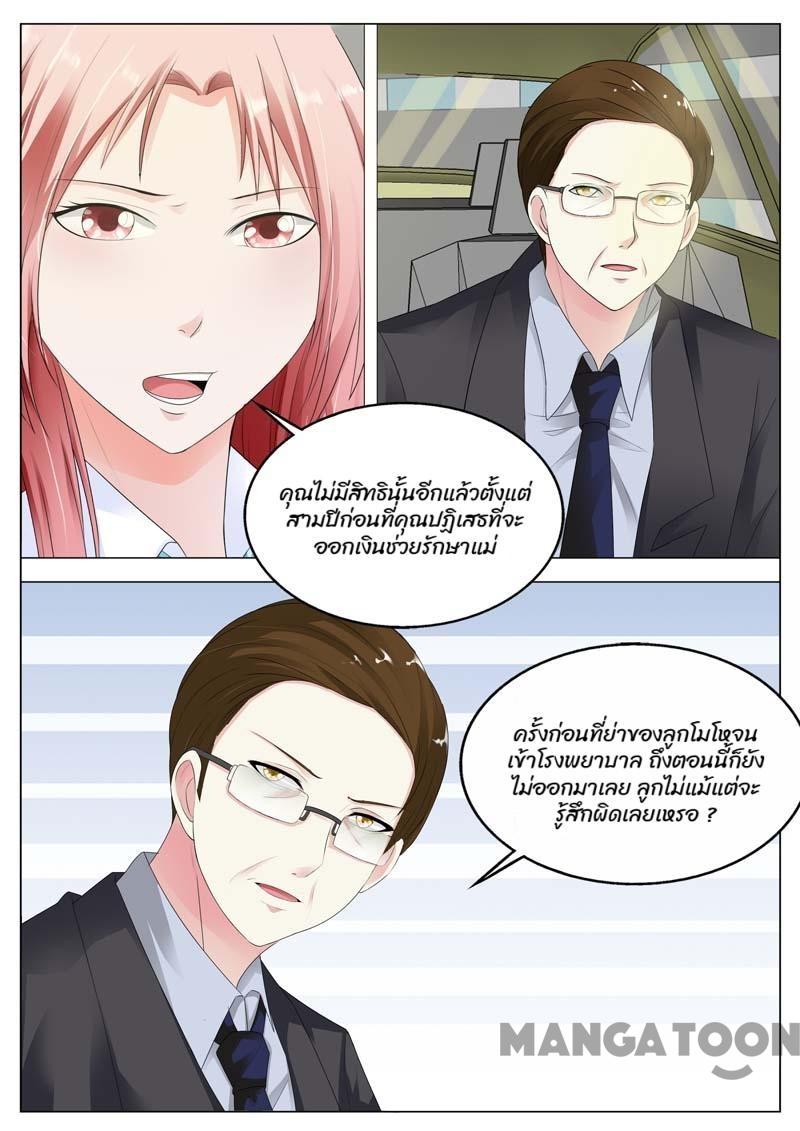 คุณไม่มีสิทธินั้นอีกแล้วตั้งแต่
สามปีก่อนที่คุณปฏิเสธที่จะ
ออกเงินช่วยรักษาแม่
ครั้งก่อนที่ย่าของลูกโมโหจน
เข้าโรงพยาบาล ถึงตอนนี้ก็ยัง
ไม่ออกมาเลย ลูกไม่แม้แต่จะ
รู้สึกผิดเลยเหรอ ?
MANGATOON